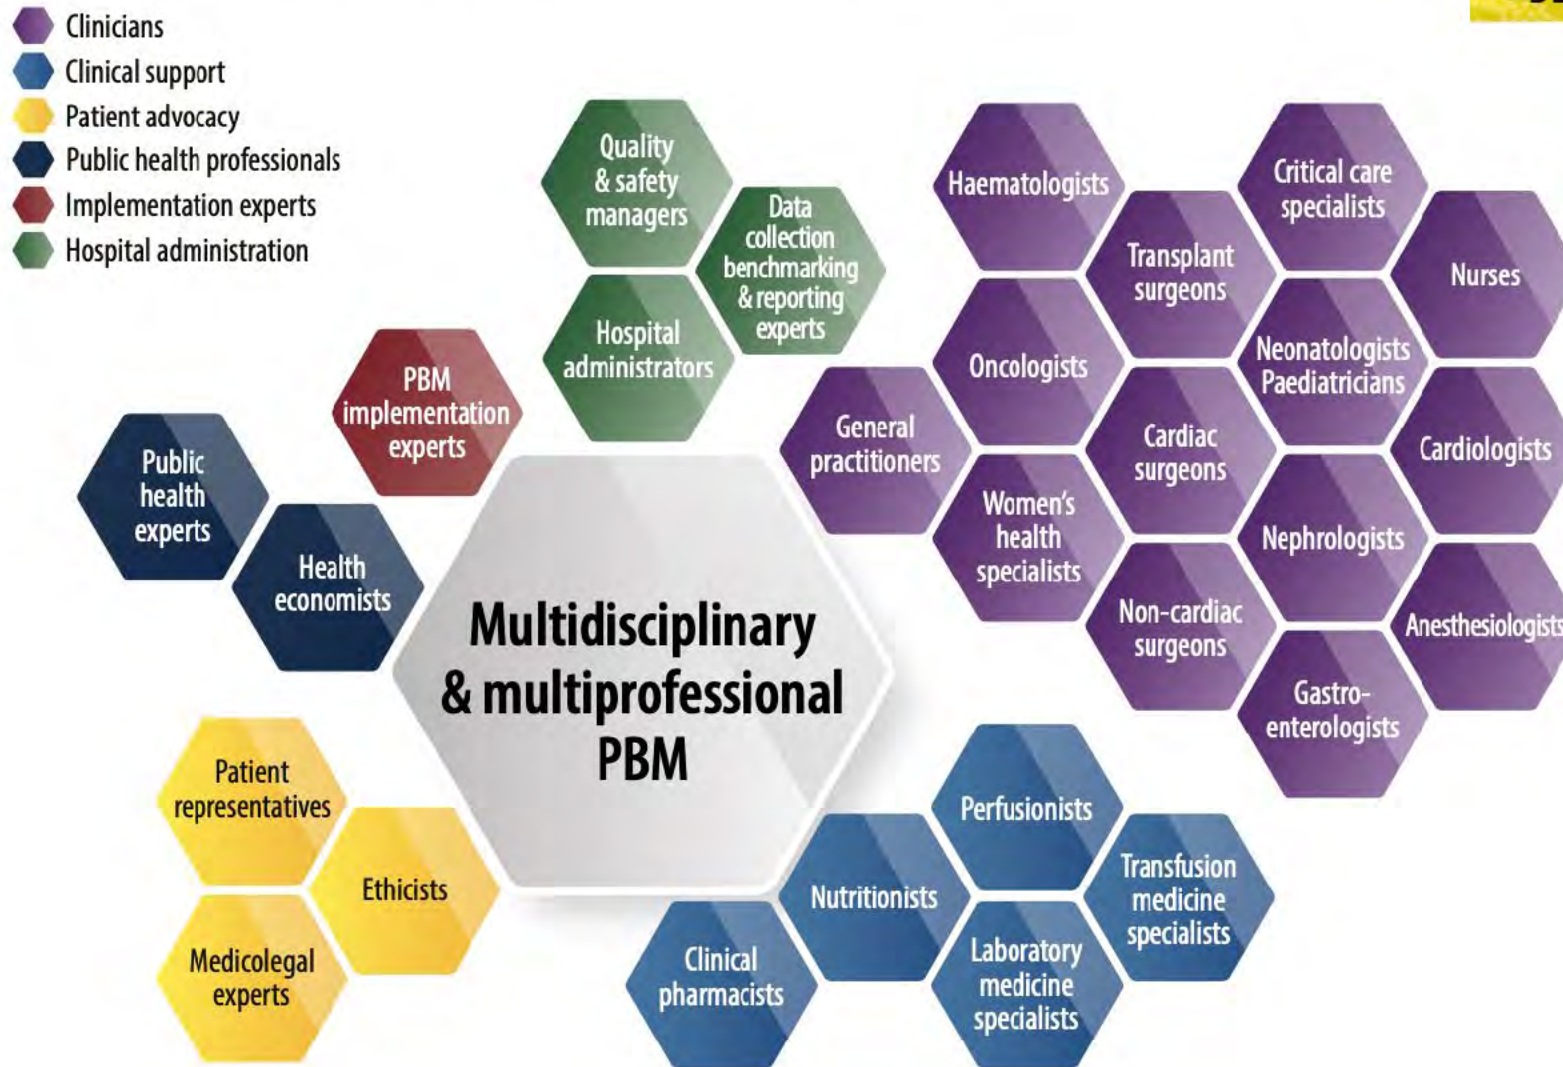 Clinicians
Clinical support
Patient advocacy
Public health professionals
Implementation experts
Hospital administration
Quality
& safety
managers
Data
collection
benchmarking
& reporting
experts
Hospital
administrators
PBM
implementation
experts
Public
health
experts
Health
economists
Multidisciplinary
& multiprofessional
PBM
Haematologists
Critical care
specialists
Transplant
surgeons
Nurses
Oncologists
Neonatologists
Paediatricians
General
practitioners
Cardiac
surgeons
Cardiologists
Women's
health
specialists
Nephrologists
Non-cardiac
surgeons
Anesthesiologists
Gastro-
enterologists
Patient
representatives
Ethicists
Medicolegal
experts
Perfusionists
Nutritionists
Transfusion
medicine
specialists
Clinical
pharmacists
Laboratory
medicine
specialists